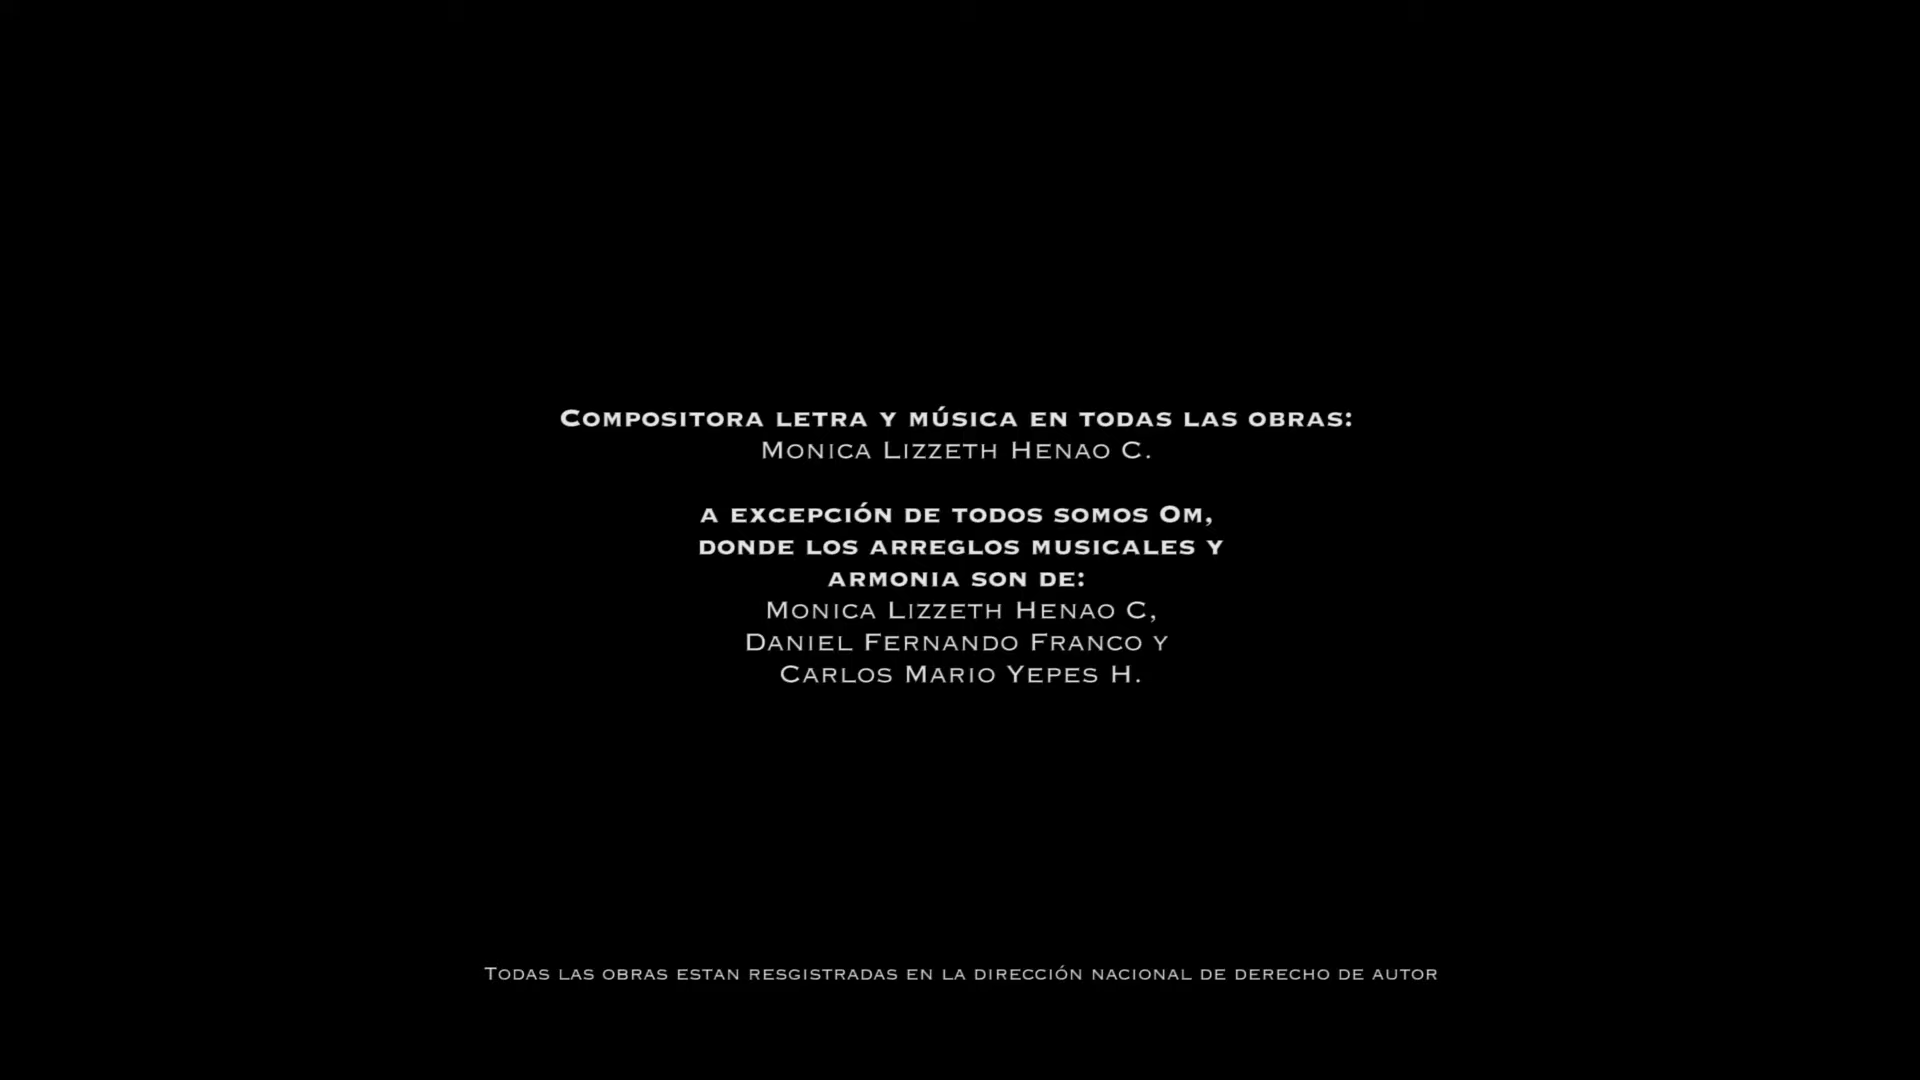 Compositora letra y música en todas las obras:
Monica Lizzeth Henao C.
a excepción de todos somos Om,
donde los arreglos musicales y
armonia son de:
Monica Lizzeth Henao C,
Daniel Fernando Franco y
Carlos Mario Yepes H.
Todas las obras estan resgistradas en la dirección nacional de derecho de autor